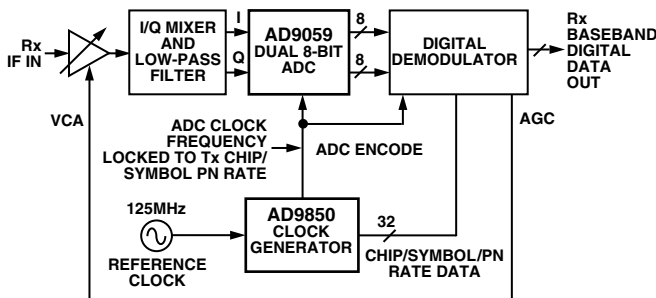 Rx
IF IN
VCA
I/Q MIXER
AND
LOW-PASS
FILTER
I
Q
AD9059
DUAL 8-BIT
ADC
8
8
DIGITAL
DEMODULATOR
Rx
BASEBAND
DIGITAL
DATA
OUT
AGC
ADC CLOCK
FREQUENCY
LOCKED TO Tx CHIP/
SYMBOL PN RATE
ADC ENCODE
125MHz
REFERENCE
CLOCK
AD9850
CLOCK
GENERATOR
32
CHIP/SYMBOL/PN
RATE DATA